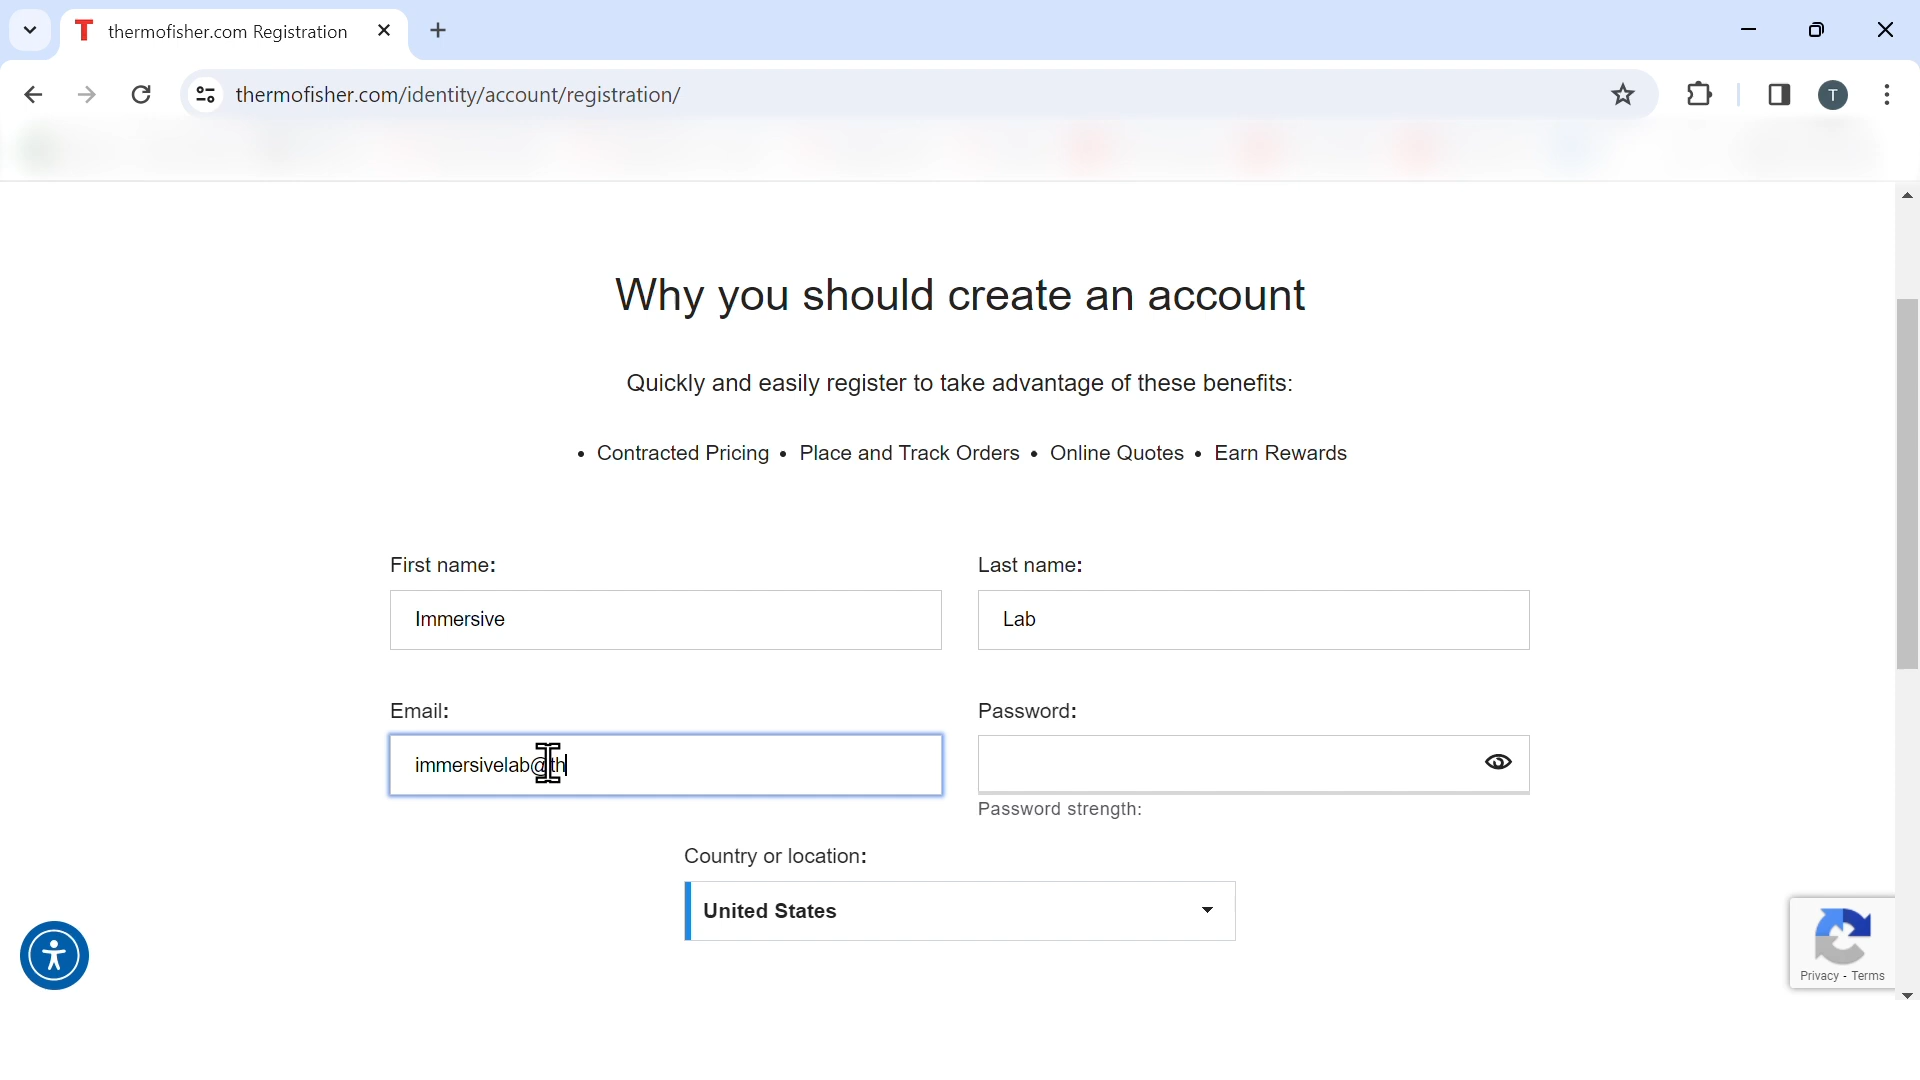 thermofisher.com Registration
thermofisher.com/identity/account/registration/
T
Why you should create an account
Quickly and easily register to take advantage of these benefits:
• Contracted Pricing • Place and Track Orders • Online Quotes • Earn Rewards
First name:
Last name:
Immersive
Lab
Email:
Password:
immersivelab@th
Password strength:
Country or location:
United States
Privacy - Terms